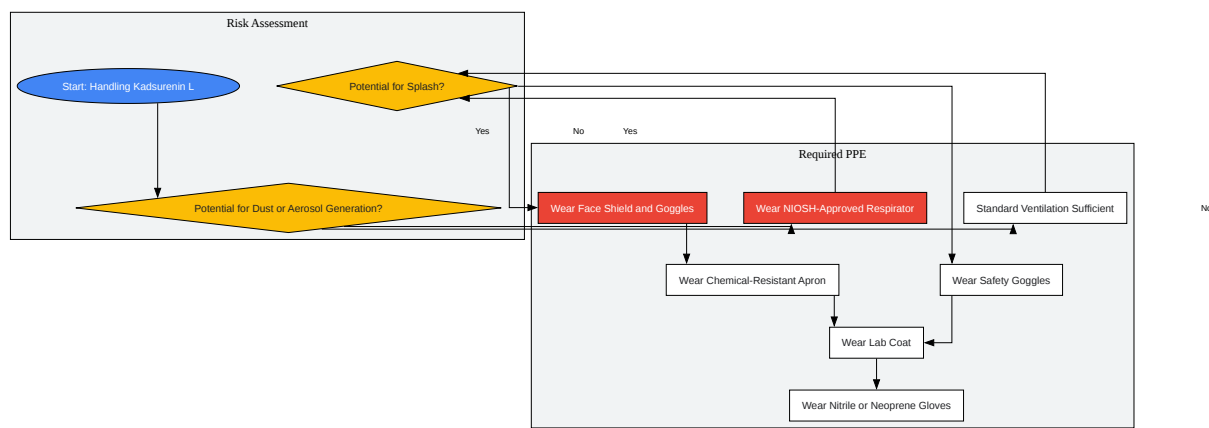 Risk Assessment
Start: Handling Kadsurenin L
Potential for Splash?
Yes
No
Yes
Required PPE
Potential for Dust or Aerosol Generation?
Wear Face Shield and Goggles
Wear NIOSH-Approved Respirator
Standard Ventilation Sufficient
No
Wear Chemical-Resistant Apron
Wear Safety Goggles
Wear Lab Coat
Wear Nitrile or Neoprene Gloves